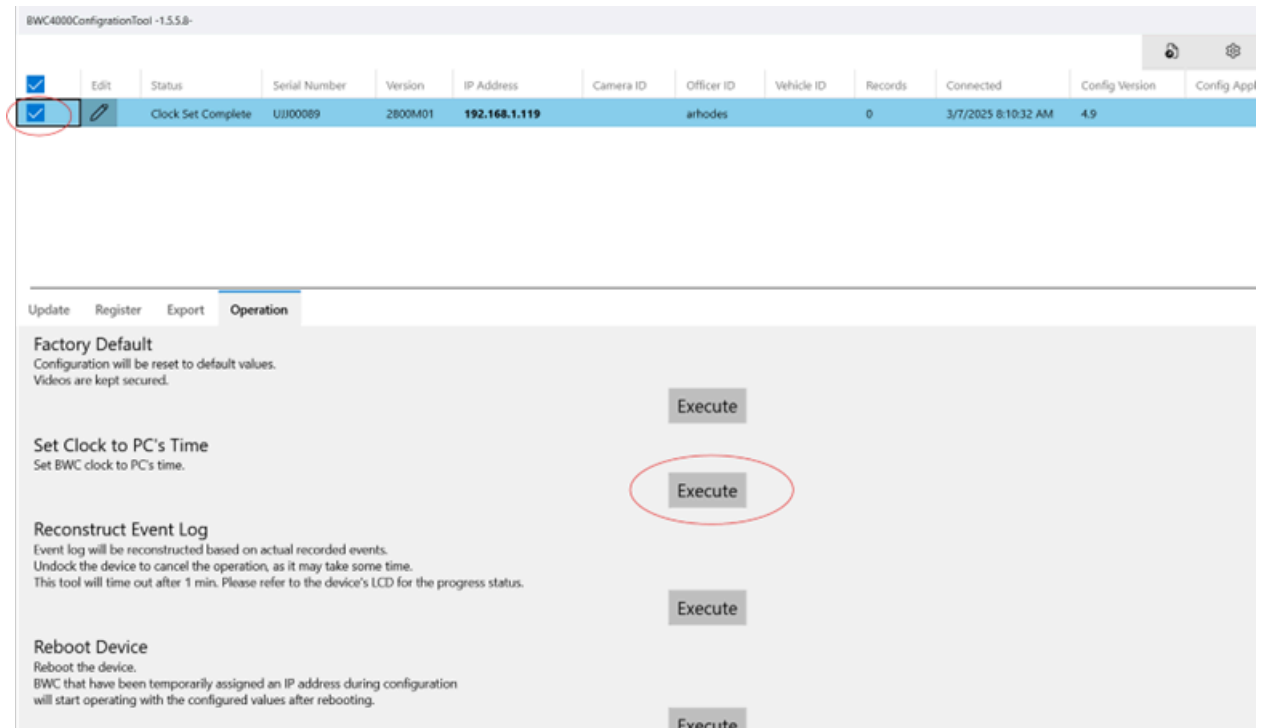 BWC4000ConfigrationTool -1.5.5.8-
Edit Status Serial Number Version IP Address Camera ID Officer ID Vehicle ID Records Connected Config Version Config Appl
Clock Set Complete UJJ00089 2800M01 192.168.1.119 arhodes 0 3/7/2025 8:10:32 AM 4.9
Update Register Export Operation
Factory Default
Configuration will be reset to default values.
Videos are kept secured.
Execute
Set Clock to PC's Time
Set BWC clock to PC's time.
Execute
Reconstruct Event Log
Event log will be reconstructed based on actual recorded events.
Undock the device to cancel the operation, as it may take some time.
This tool will time out after 1 min. Please refer to the device's LCD for the progress status.
Execute
Reboot Device
Reboot the device.
BWC that have been temporarily assigned an IP address during configuration
will start operating with the configured values after rebooting.
Execute